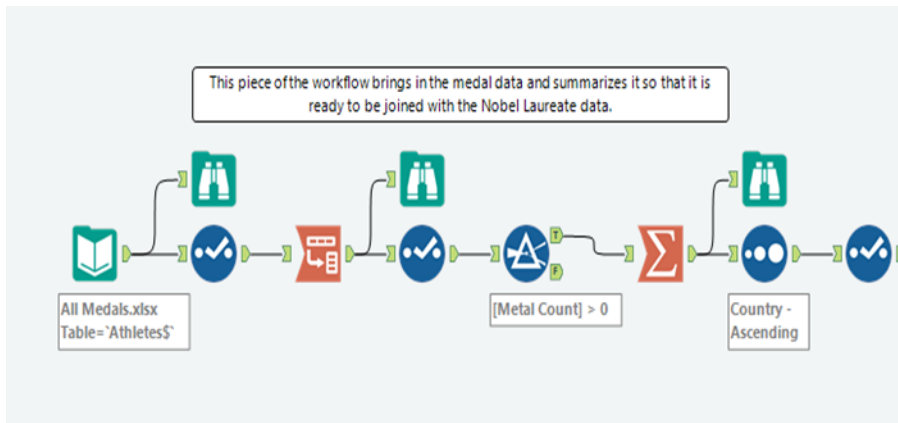 This piece of the workflow brings in the medal data and summarizes it so that it is
ready to be joined with the Nobel Laureate data.
T
F
All Medals.xlsx
Table=`Athletes$`
[Metal Count] > 0
Country -
Ascending